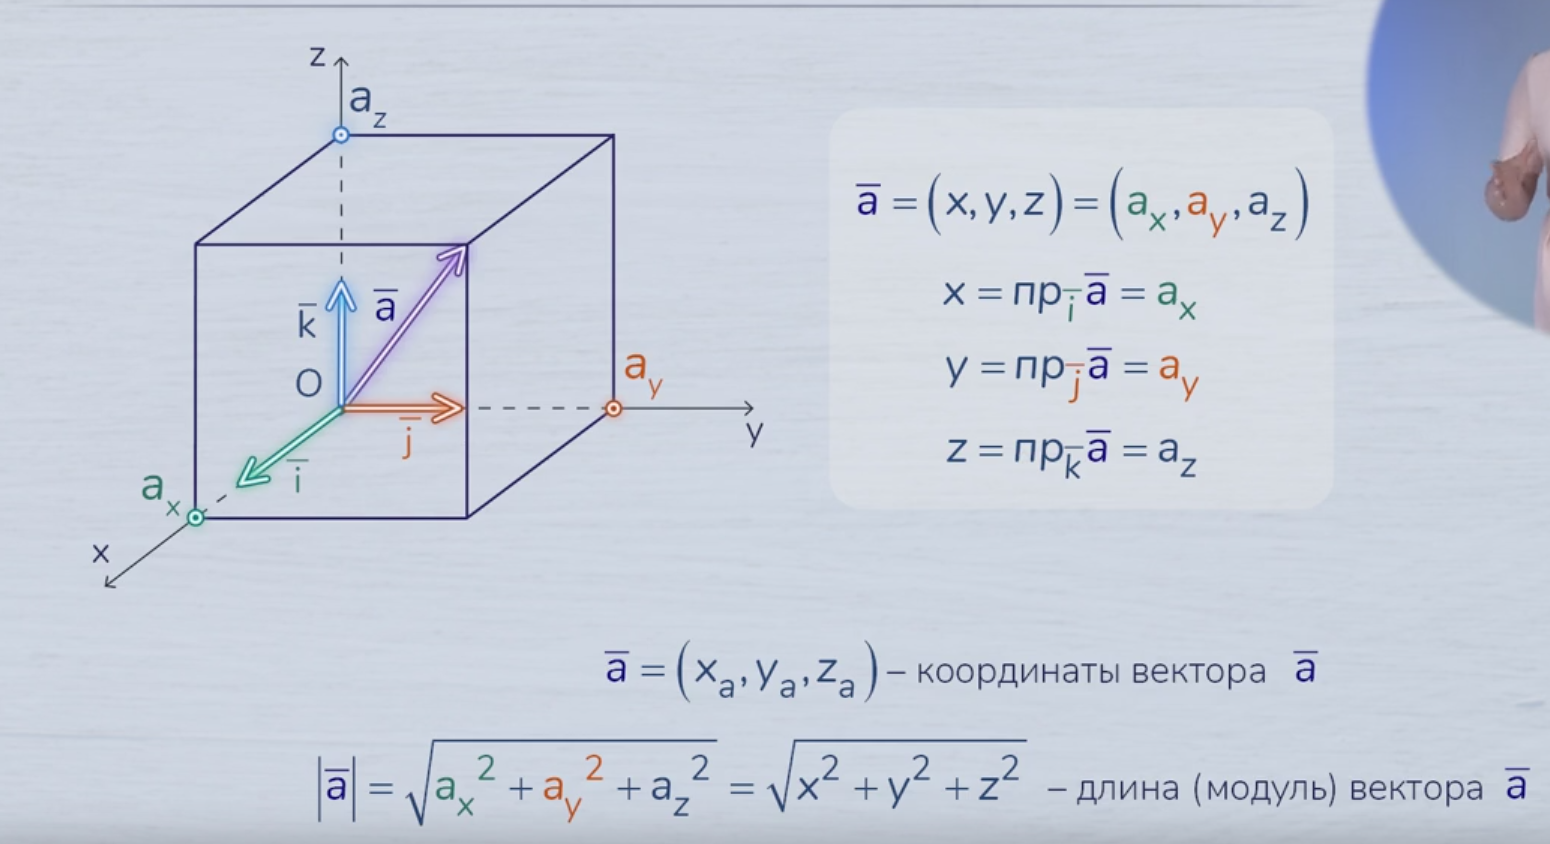 z
a_z
k̅
a̅
O
a_y
j̅
y
i̅
a_x
x
a̅ = (x, y, z) = (a_x, a_y, a_z)
x = пр_i̅ a̅ = a_x
y = пр_j̅ a̅ = a_y
z = пр_k̅ a̅ = a_z
a̅ = (x_a, y_a, z_a) – координаты вектора a̅
|a̅| = √(a_x² + a_y² + a_z²) = √(x² + y² + z²) – длина (модуль) вектора a̅